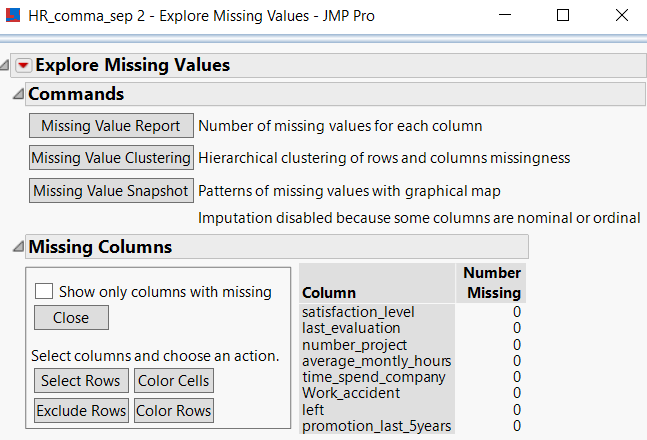 HR_comma_sep 2 - Explore Missing Values - JMP Pro
Explore Missing Values
Commands
Missing Value Report Number of missing values for each column
Missing Value Clustering Hierarchical clustering of rows and columns missingness
Missing Value Snapshot Patterns of missing values with graphical map
Imputation disabled because some columns are nominal or ordinal
Missing Columns
Show only columns with missing
Close
Select columns and choose an action.
Select Rows Color Cells
Exclude Rows Color Rows
Column Number Missing
satisfaction_level 0
last_evaluation 0
number_project 0
average_montly_hours 0
time_spend_company 0
Work_accident 0
left 0
promotion_last_5years 0